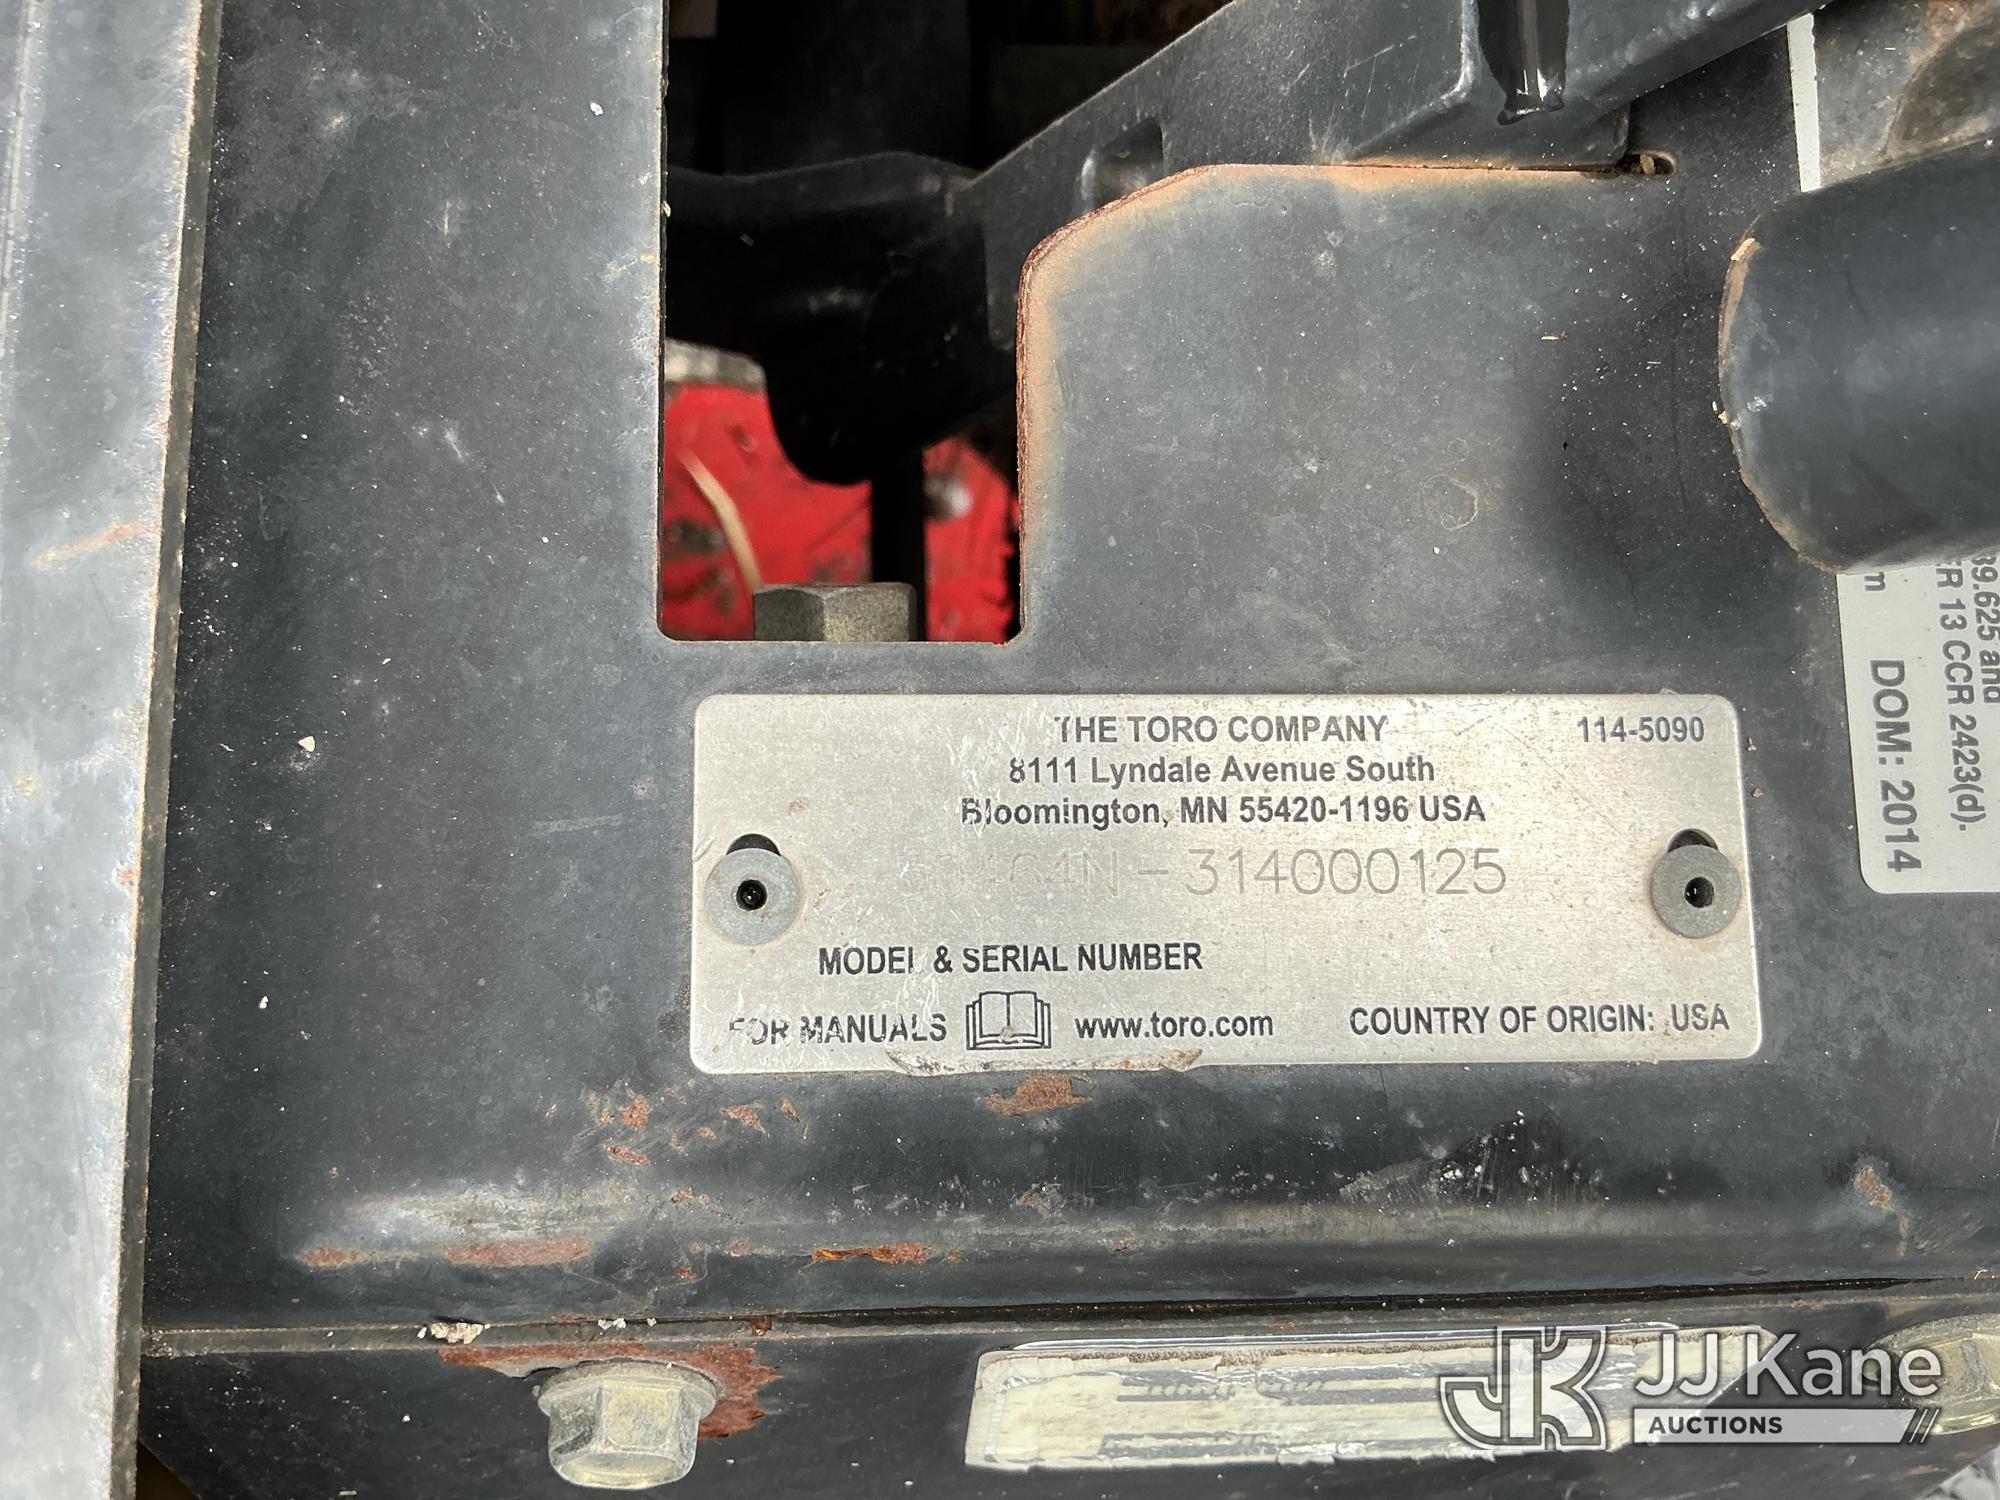 THE TORO COMPANY 114-5090
8111 Lyndale Avenue South
Bloomington, MN 55420-1196 USA
30464N-314000125
MODEL & SERIAL NUMBER
FOR MANUALS www.toro.com COUNTRY OF ORIGIN: USA
39.625 and
ER 13 CCR 2423(d).
m DOM: 2014
JJ Kane
AUCTIONS